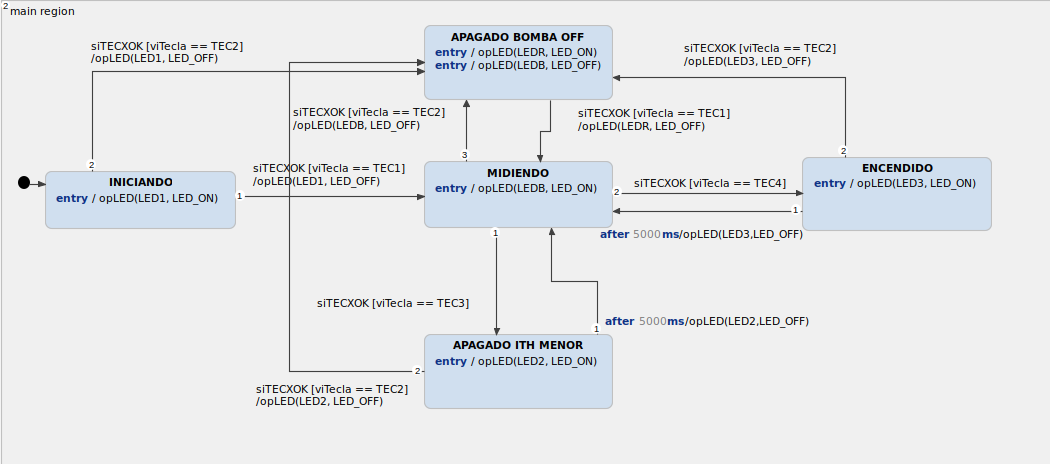 2
main region
siTECXOK [viTecla == TEC2]
/opLED(LED1, LED_OFF)
APAGADO BOMBA OFF
entry / opLED(LEDR, LED_ON)
entry / opLED(LEDB, LED_OFF)
siTECXOK [viTecla == TEC2]
/opLED(LED3, LED_OFF)
siTECXOK [viTecla == TEC2]
/opLED(LEDB, LED_OFF)
siTECXOK [viTecla == TEC1]
/opLED(LEDR, LED_OFF)
2
3
2
INICIANDO
entry / opLED(LED1, LED_ON)
1
siTECXOK [viTecla == TEC1]
/opLED(LED1, LED_OFF)
MIDIENDO
entry / opLED(LEDB, LED_ON)
2
siTECXOK [viTecla == TEC4]
ENCENDIDO
entry / opLED(LED3, LED_ON)
1
after 5000ms/opLED(LED3,LED_OFF)
1
siTECXOK [viTecla == TEC3]
after 5000ms/opLED(LED2,LED_OFF)
1
APAGADO ITH MENOR
entry / opLED(LED2, LED_ON)
2
siTECXOK [viTecla == TEC2]
/opLED(LED2, LED_OFF)